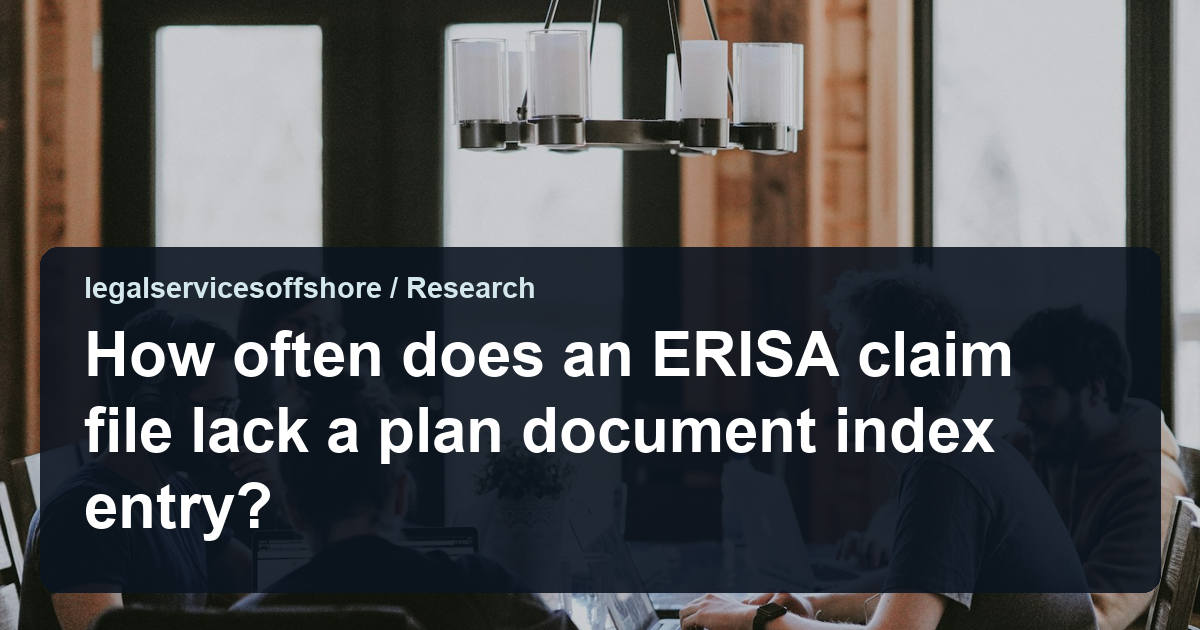 legalservicesoffshore / Research
How often does an ERISA claim
file lack a plan document index
entry?